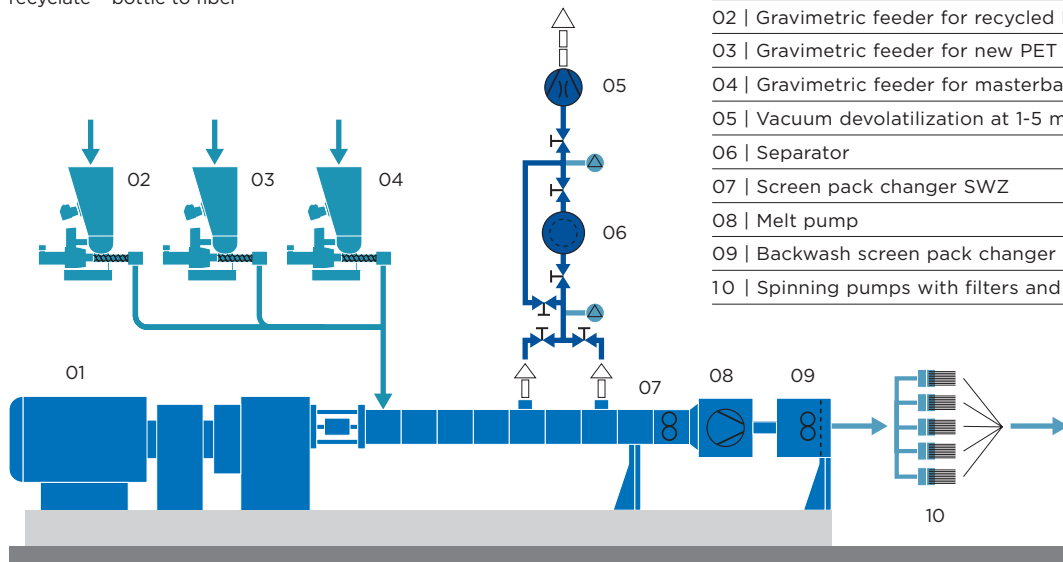 recyclate – bottle to fiber
02 | Gravimetric feeder for recycled
03 | Gravimetric feeder for new PET
04 | Gravimetric feeder for masterba
05 | Vacuum devolatilization at 1-5 m
06 | Separator
07 | Screen pack changer SWZ
08 | Melt pump
09 | Backwash screen pack changer
10 | Spinning pumps with filters and
05
02
03
04
06
01
07
08
09
10